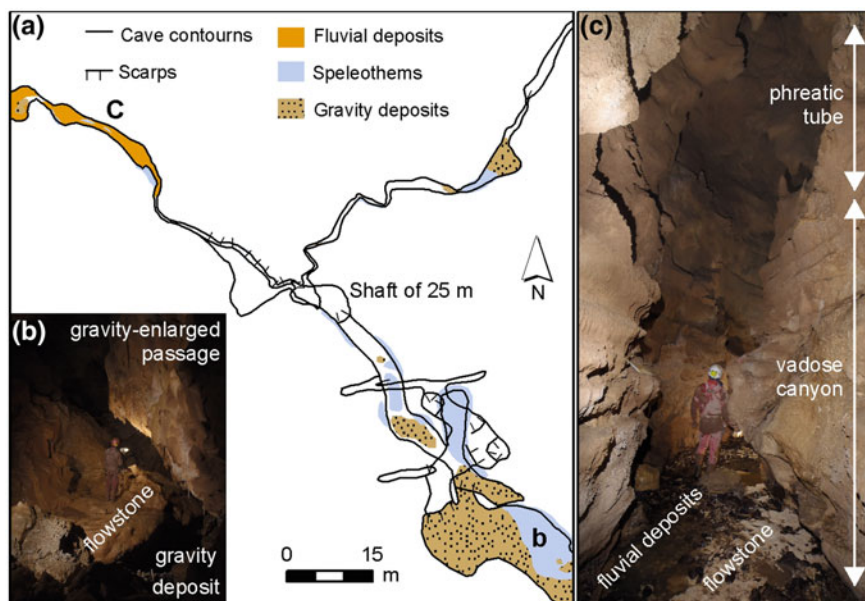 (a)
Cave contourns
Scarps
Fluvial deposits
Speleothems
Gravity deposits
C
Shaft of 25 m
N
b
0 15
m
(b)
gravity-enlarged
passage
flowstone
gravity
deposit
(c)
phreatic
tube
vadose
canyon
fluvial deposits
flowstone